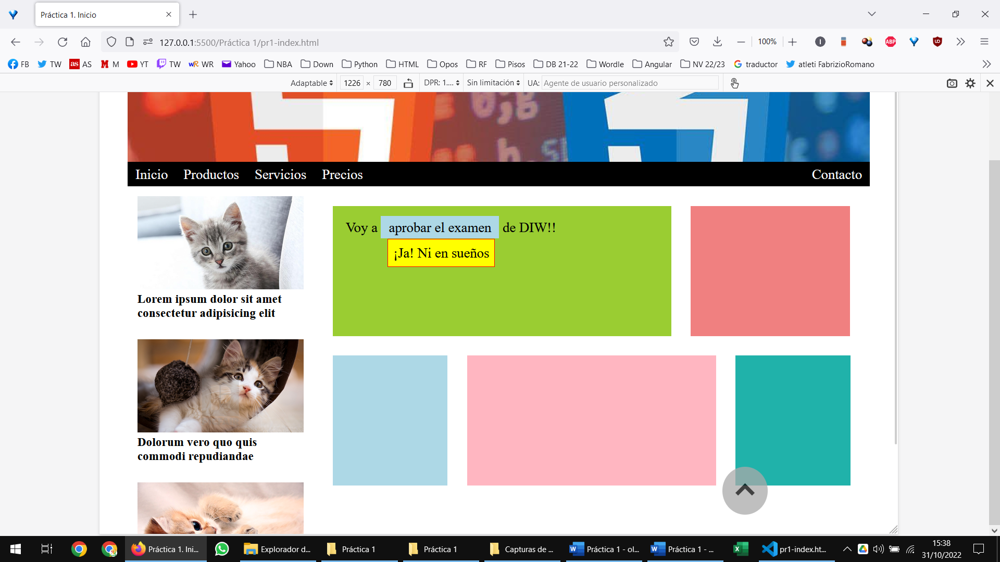 Práctica 1. Inicio
127.0.0.1:5500/Práctica 1/pr1-index.html
100%
ABP
FB
TW
as AS
M
YT
TW
WR WR
Yahoo
NBA
Down
Python
HTML
Opos
RF
Pisos
DB 21-22
Wordle
Angular
NV 22/23
traductor
atleti FabrizioRomano
Adaptable
1226 × 780
DPR: 1....
Sin limitación
UA: Agente de usuario personalizado
Inicio
Productos
Servicios
Precios
Contacto
Voy a aprobar el examen de DIW!!
¡Ja! Ni en sueños
Lorem ipsum dolor sit amet
consectetur adipisicing elit
Dolorum vero quo quis
commodi repudiandae
Práctica 1. Ini...
Explorador d...
Práctica 1
Práctica 1
Capturas de ...
Práctica 1 - ol...
Práctica 1 - ...
pr1-index.ht...
15:38
31/10/2022